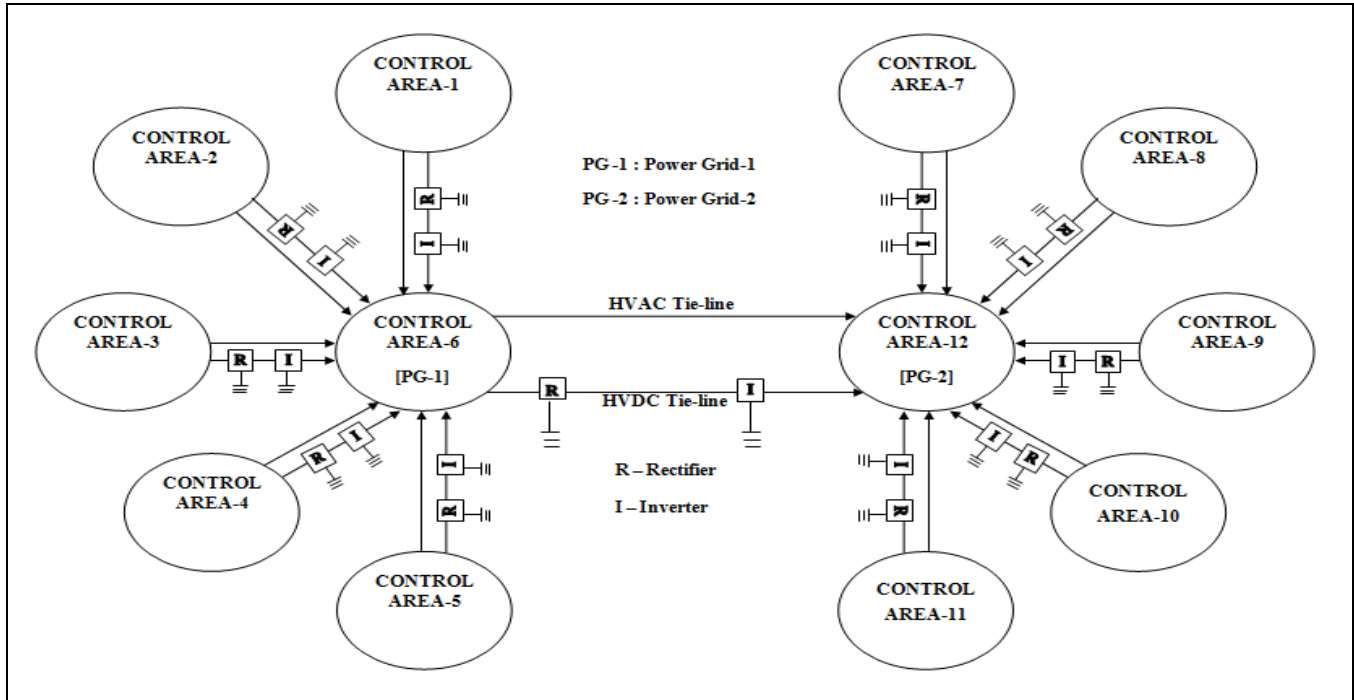 CONTROL
AREA-1
CONTROL
AREA-7
CONTROL
AREA-2
CONTROL
AREA-8
PG-1 : Power Grid-1
PG-2 : Power Grid-2
R
R
I
I
R
I
R
I
HVAC Tie-line
CONTROL
AREA-3
R
I
CONTROL
AREA-6
[PG-1]
CONTROL
AREA-12
[PG-2]
CONTROL
AREA-9
I
R
R
I
HVDC Tie-line
CONTROL
AREA-4
R
I
I
R
CONTROL
AREA-10
I
R
I
R
R – Rectifier
I – Inverter
CONTROL
AREA-5
CONTROL
AREA-11